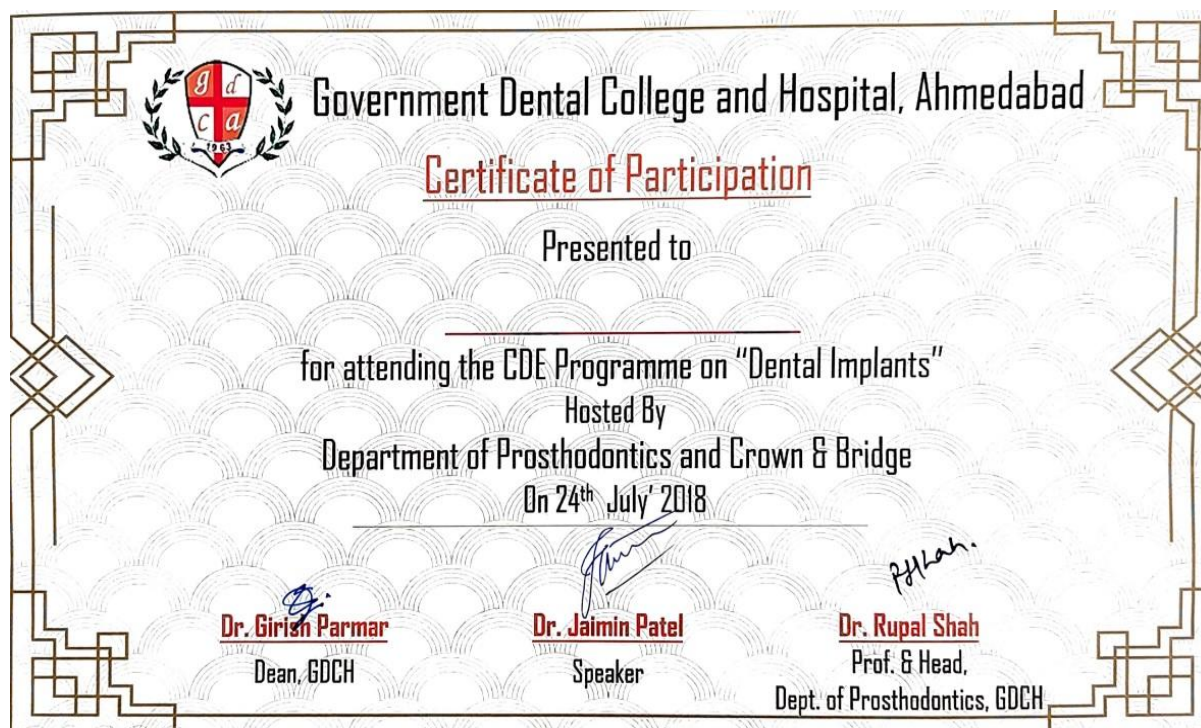 g d
c a
1963
Government Dental College and Hospital, Ahmedabad
Certificate of Participation
Presented to
for attending the CDE Programme on "Dental Implants"
Hosted By
Department of Prosthodontics and Crown & Bridge
On 24th July' 2018
Dr. Girish Parmar
Dean, GDCH
Dr. Jaimin Patel
Speaker
Dr. Rupal Shah
Prof. & Head,
Dept. of Prosthodontics, GDCH